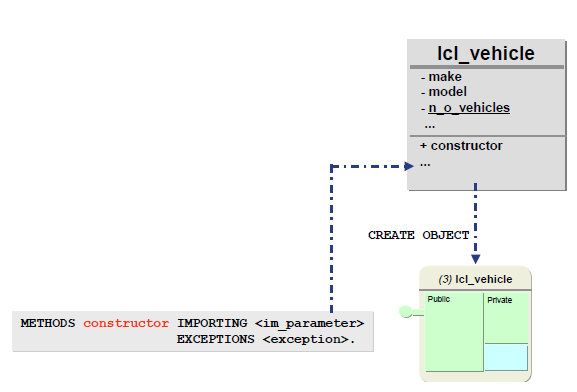 lcl_vehicle
- make
- model
- n_o_vehicles
...
+ constructor
...
CREATE OBJECT
(3) lcl_vehicle
Public Private
METHODS constructor IMPORTING <im_parameter>
EXCEPTIONS <exception>.